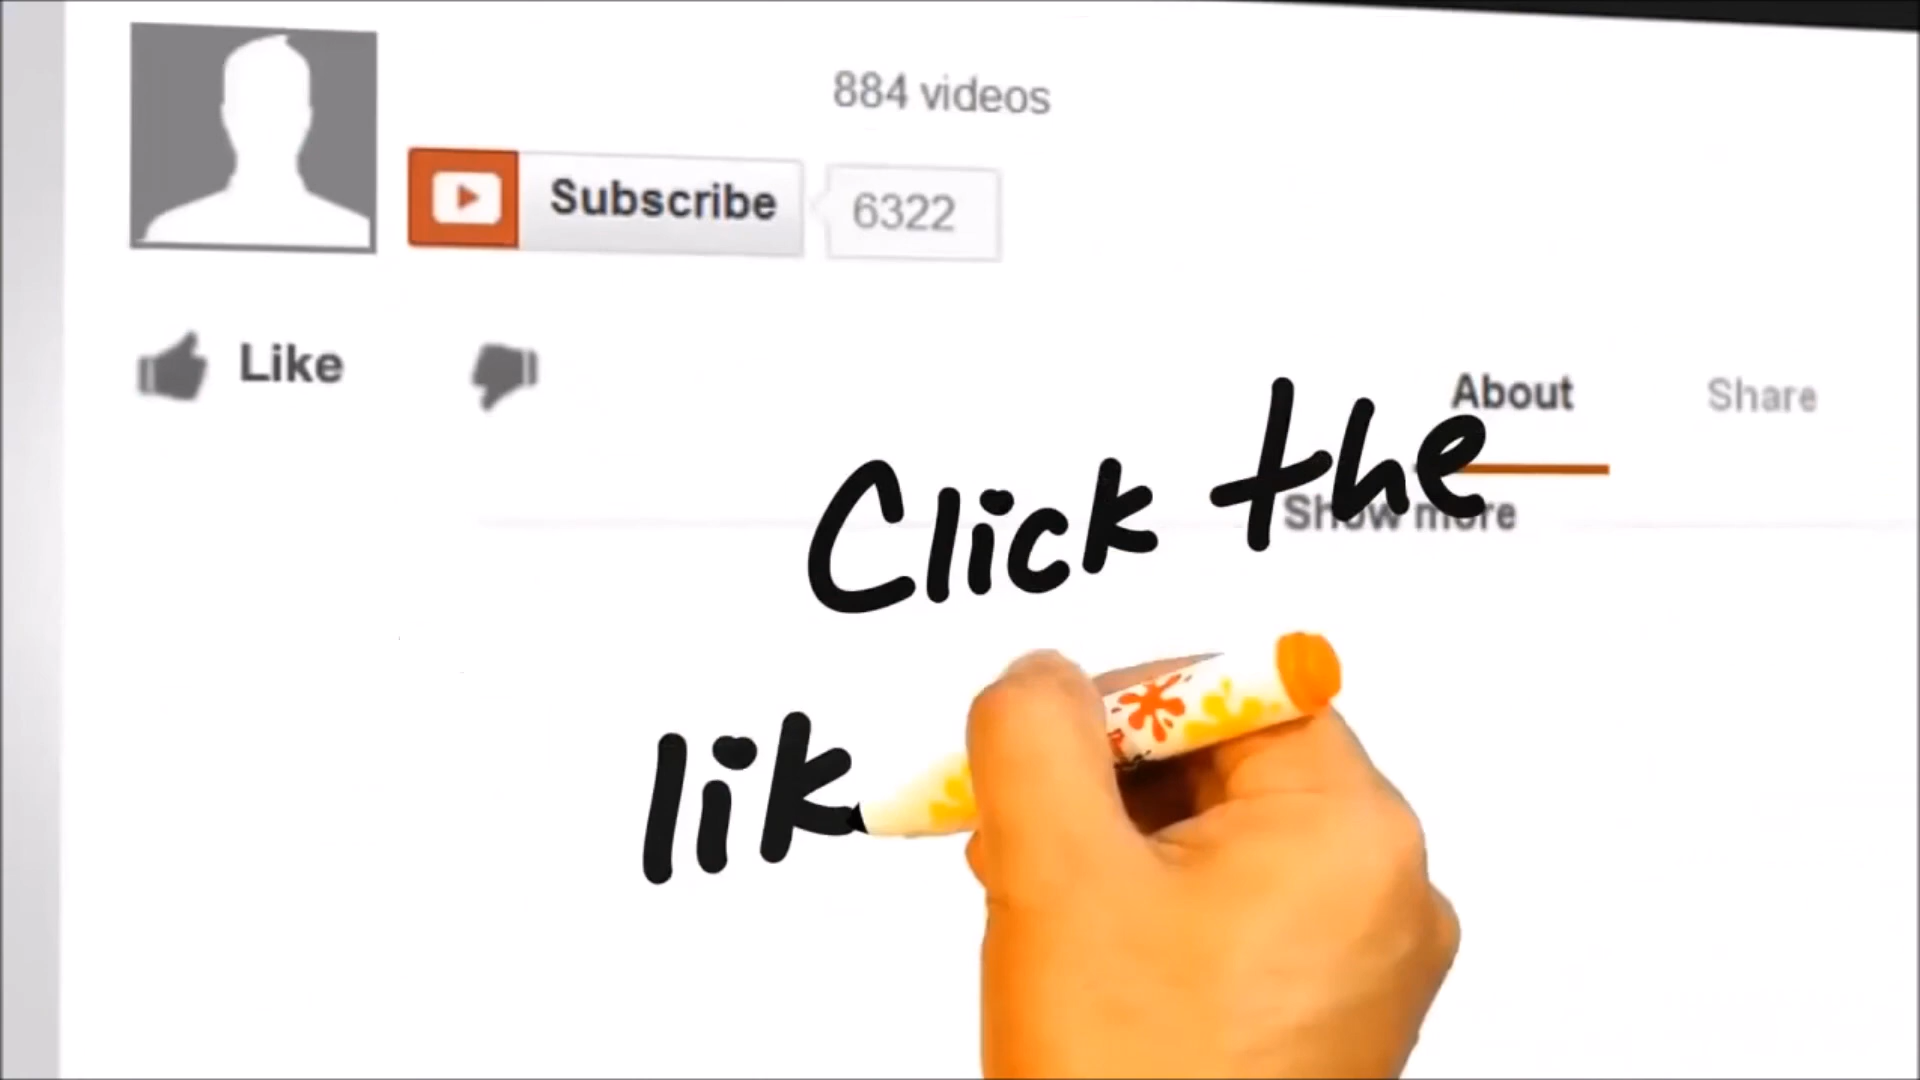 884 videos
Subscribe 6322
Like
About Share
Show more
Click the
lik